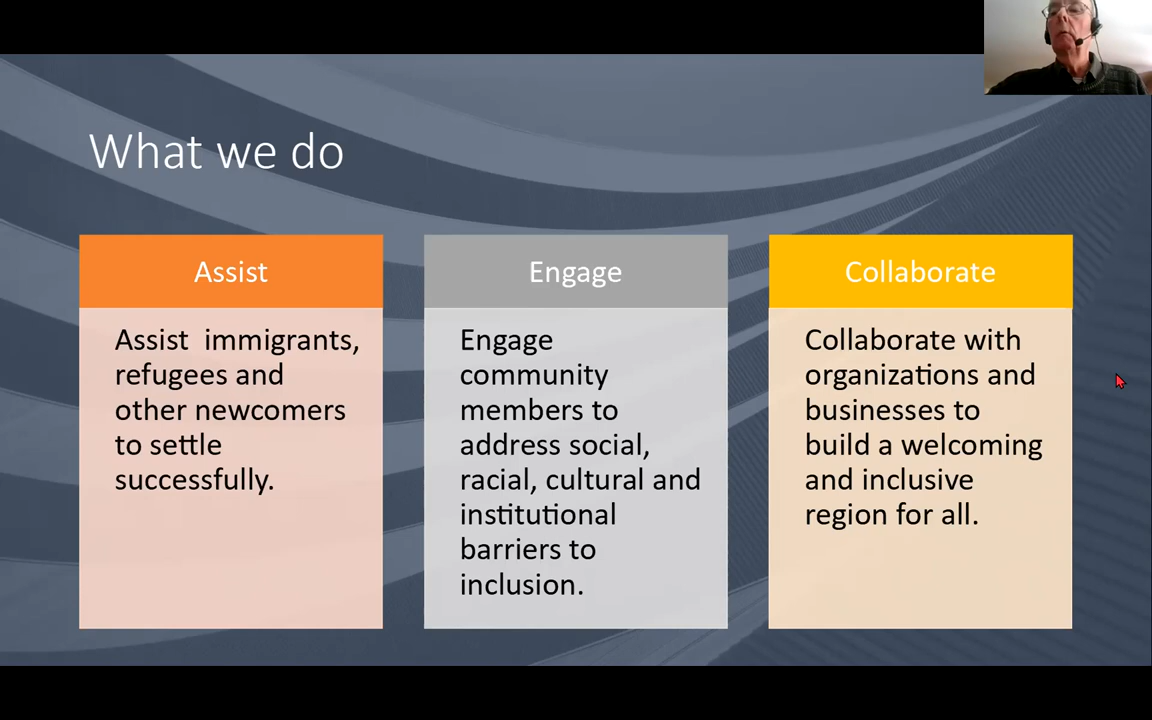 What we do
Assist
Assist  immigrants,
refugees and
other newcomers
to settle
successfully.
Engage
Engage
community
members to
address social,
racial, cultural and
institutional
barriers to
inclusion.
Collaborate
Collaborate with
organizations and
businesses to
build a welcoming
and inclusive
region for all.